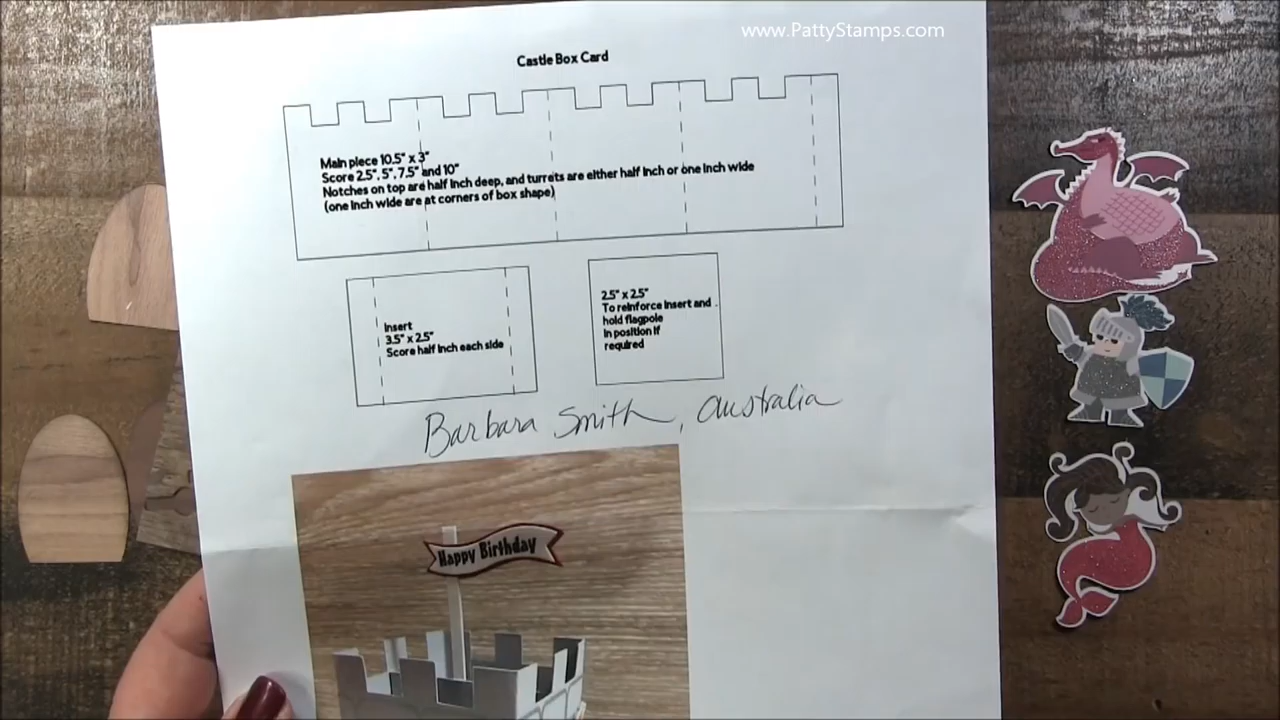 www.PattyStamps.com
Castle Box Card
Main piece 10.5" x 3"
Score 2.5", 5", 7.5" and 10"
Notches on top are half inch deep, and turrets are either half inch or one inch wide
(one inch wide are at corners of box shape)
Insert
3.5" x 2.5"
Score half inch each side
2.5" x 2.5"
To reinforce insert and
hold flagpole
in position if
required
Barbara Smith, Australia
Happy Birthday